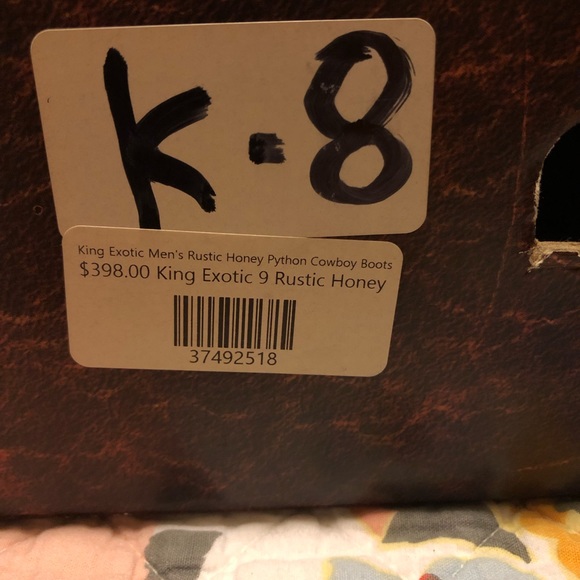 K-8
King Exotic Men's Rustic Honey Python Cowboy Boots
$398.00 King Exotic 9 Rustic Honey
37492518